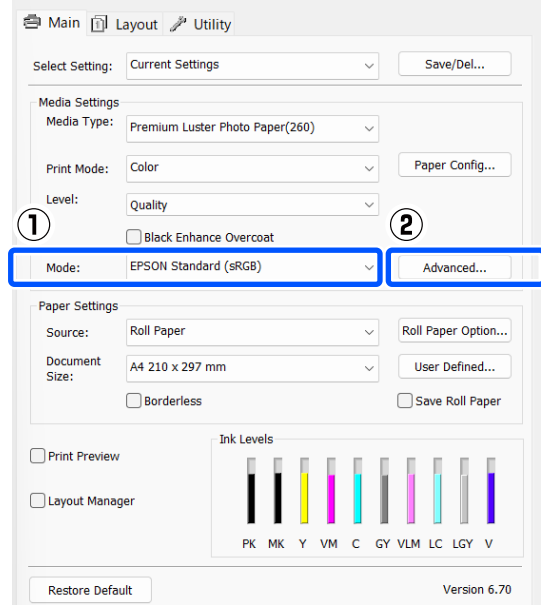 Main Layout Utility
Select Setting: Current Settings Save/Del...
Media Settings
Media Type: Premium Luster Photo Paper(260)
Print Mode: Color Paper Config...
Level: Quality
① ②
Black Enhance Overcoat
Mode: EPSON Standard (sRGB) Advanced...
Paper Settings
Source: Roll Paper Roll Paper Option...
Document
Size: A4 210 x 297 mm User Defined...
Borderless Save Roll Paper
Ink Levels
Print Preview
Layout Manager
PK MK Y VM C GY VLM LC LGY V
Restore Default Version 6.70